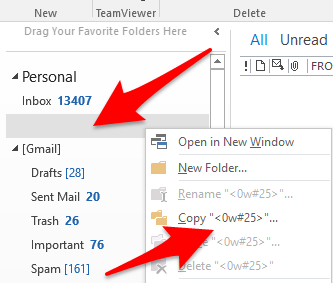 New TeamViewer Delete
Drag Your Favorite Folders Here
All Unread
! FRO
Personal
Inbox 13407
[Gmail]
Drafts [28]
Sent Mail 20
Trash 26
Important 76
Spam [161]
Open in New Window
New Folder...
Rename "<0w#25>"...
Copy "<0w#25>"...
"<0w#25>"...
Delete "<0w#25>"